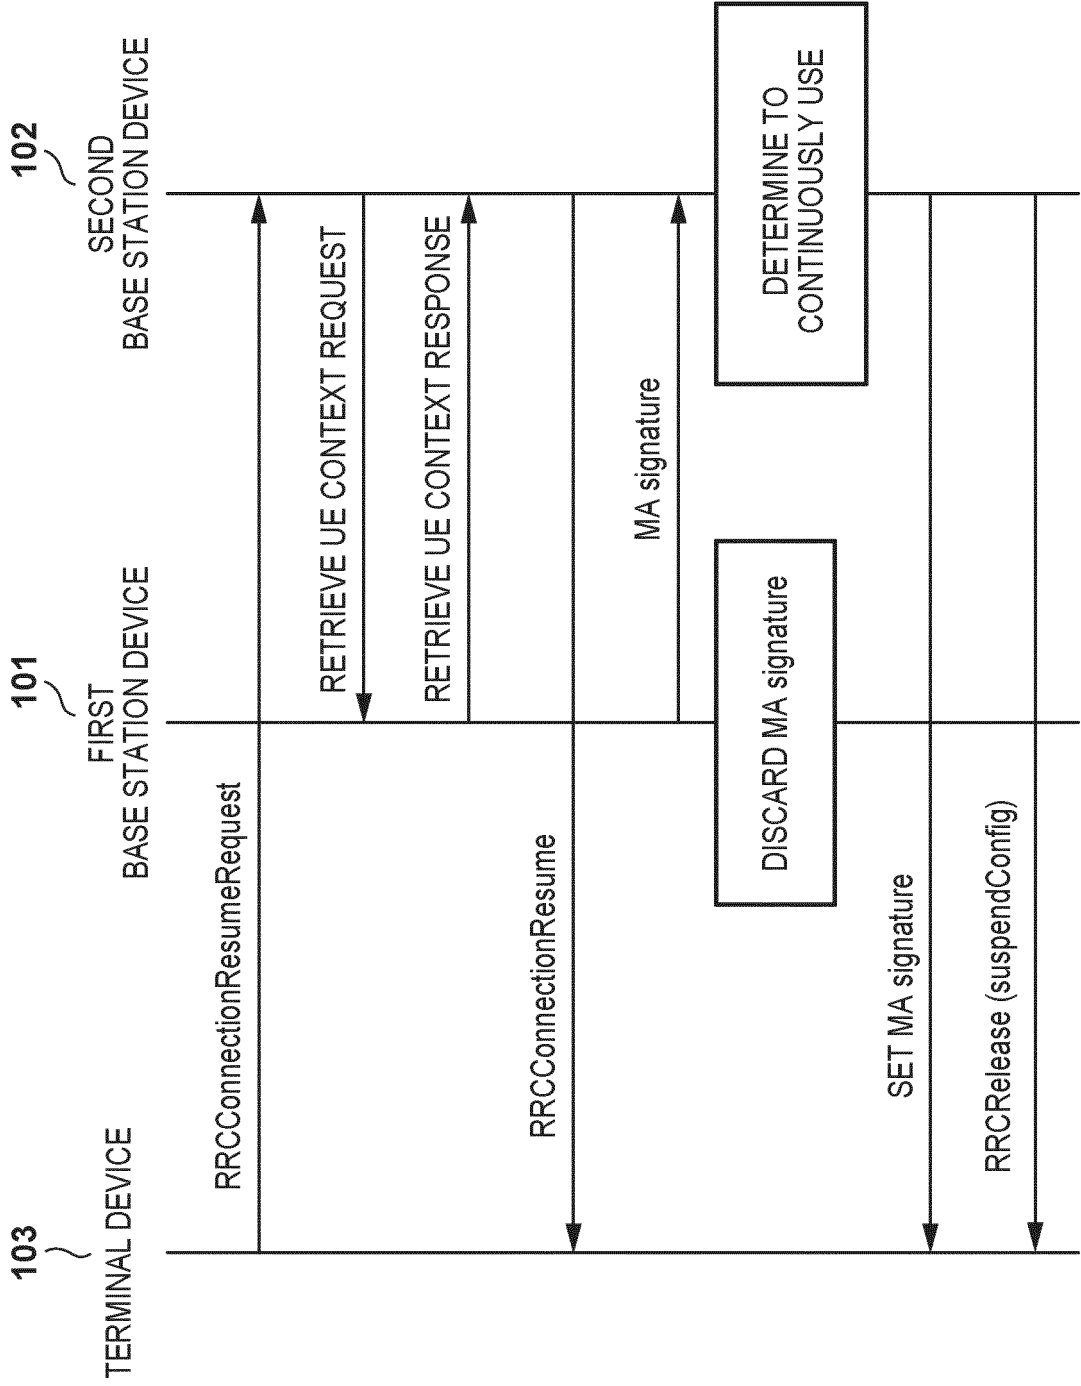 103
TERMINAL DEVICE
101
FIRST
BASE STATION DEVICE
102
SECOND
BASE STATION DEVICE
RRCConnectionResumeRequest
RETRIEVE UE CONTEXT REQUEST
RETRIEVE UE CONTEXT RESPONSE
RRCConnectionResume
MA signature
DISCARD MA signature
DETERMINE TO
CONTINUOUSLY USE
SET MA signature
RRCRelease (suspendConfig)